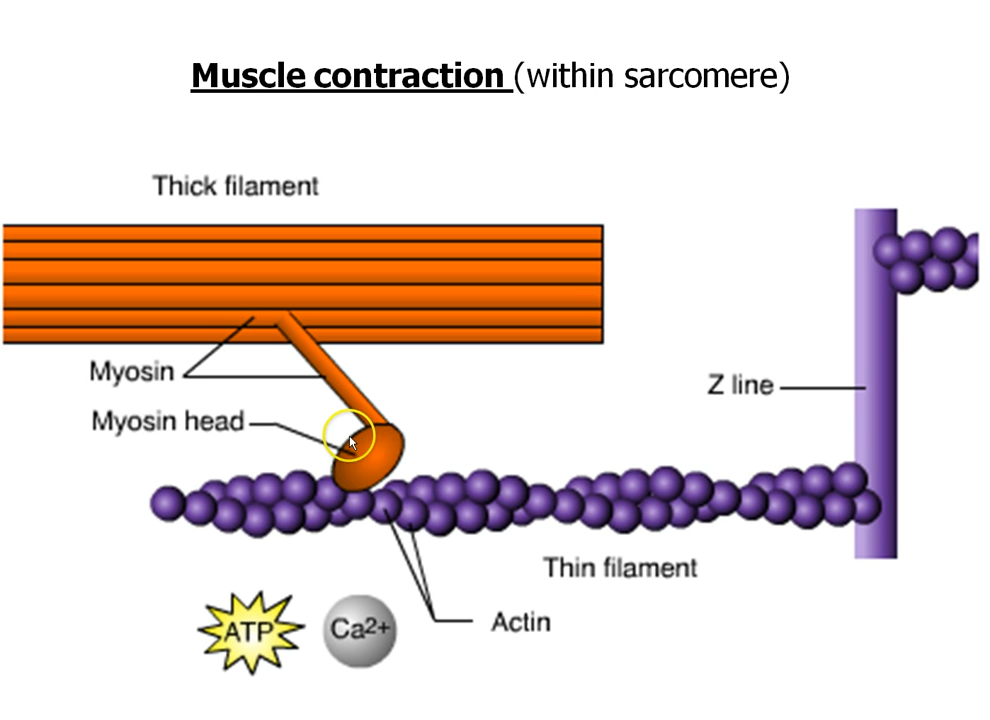 Muscle contraction (within sarcomere)
Thick filament
Myosin
Z line
Myosin head
Thin filament
Actin
ATP
Ca2+